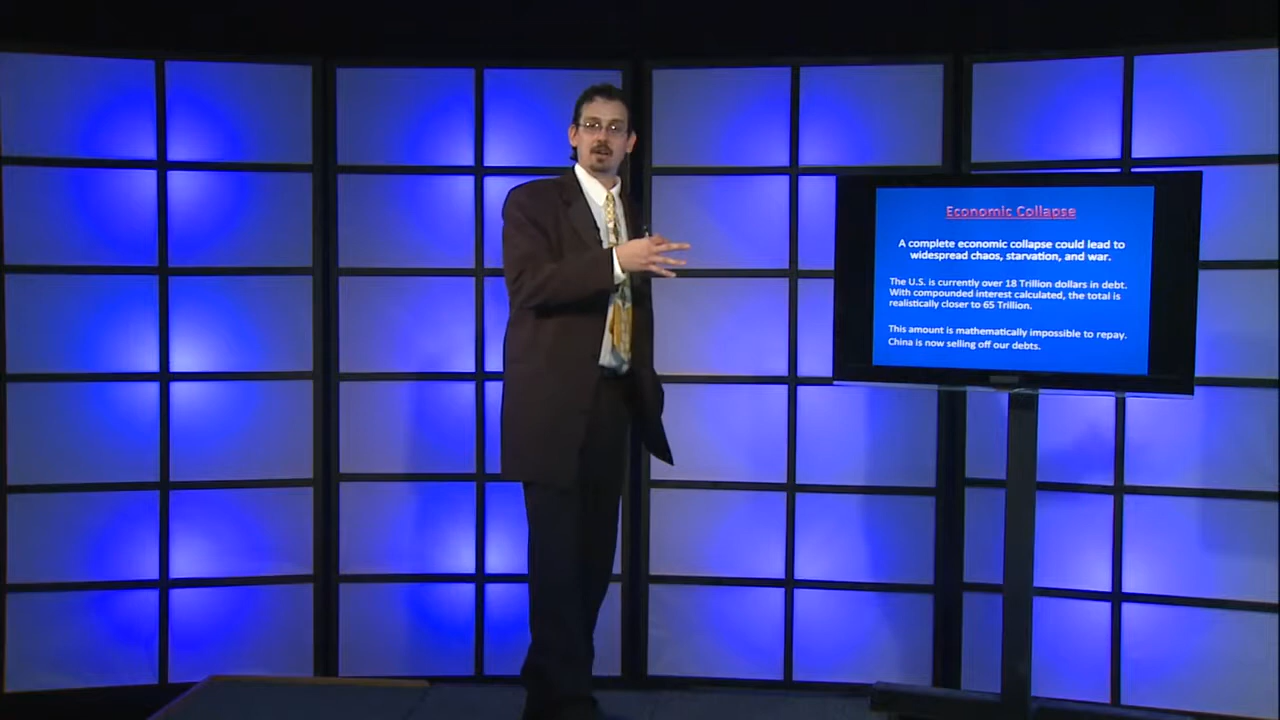 Economic Collapse
A complete economic collapse could lead to
widespread chaos, starvation, and war.
The U.S. is currently over 18 Trillion dollars in debt.
With compounded interest calculated, the total is
realistically closer to 65 Trillion.
This amount is mathematically impossible to repay.
China is now selling off our debts.